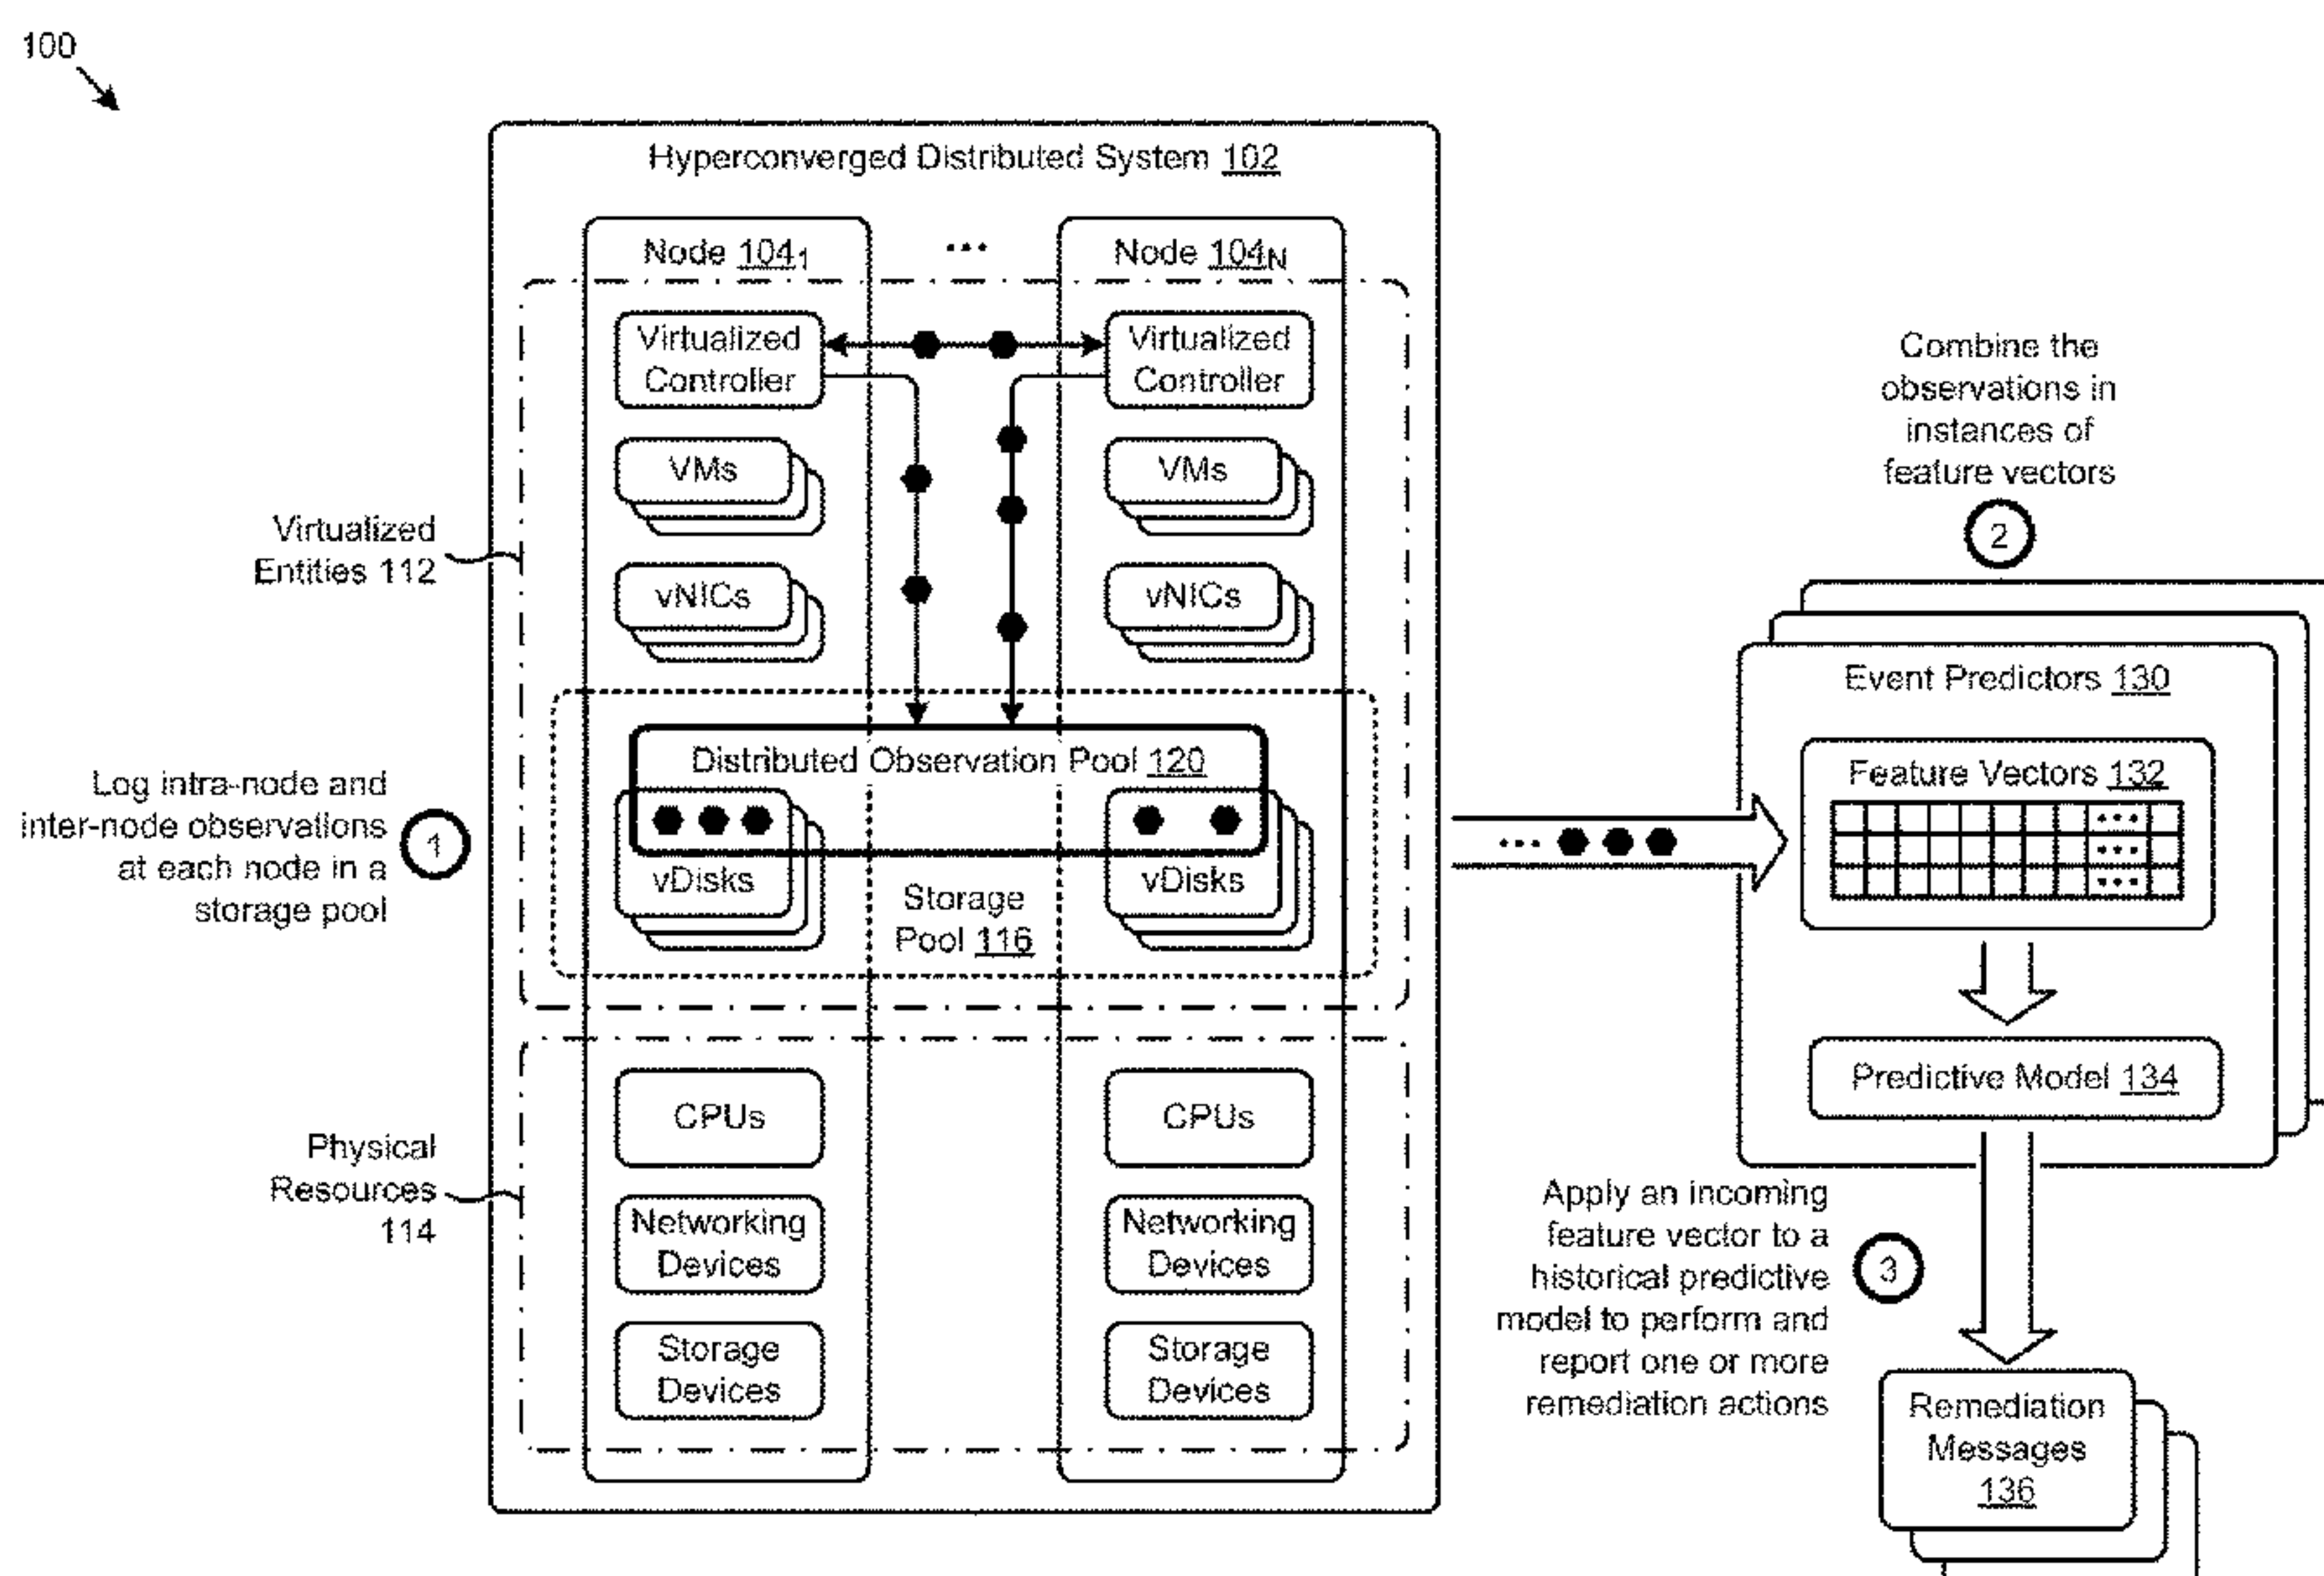 100
Hyperconverged Distributed System 102
Node 104₁
...
Node 104N
Virtualized
Controller
Virtualized
Controller
VMs
VMs
vNICs
vNICs
Virtualized
Entities 112
Distributed Observation Pool 120
vDisks
vDisks
Storage
Pool 116
Log intra-node and
inter-node observations
at each node in a
storage pool
1
CPUs
CPUs
Networking
Devices
Networking
Devices
Storage
Devices
Storage
Devices
Physical
Resources
114
...
Combine the
observations in
instances of
feature vectors
2
Event Predictors 130
Feature Vectors 132
...
...
...
Predictive Model 134
Apply an incoming
feature vector to a
historical predictive
model to perform and
report one or more
remediation actions
3
Remediation
Messages
136